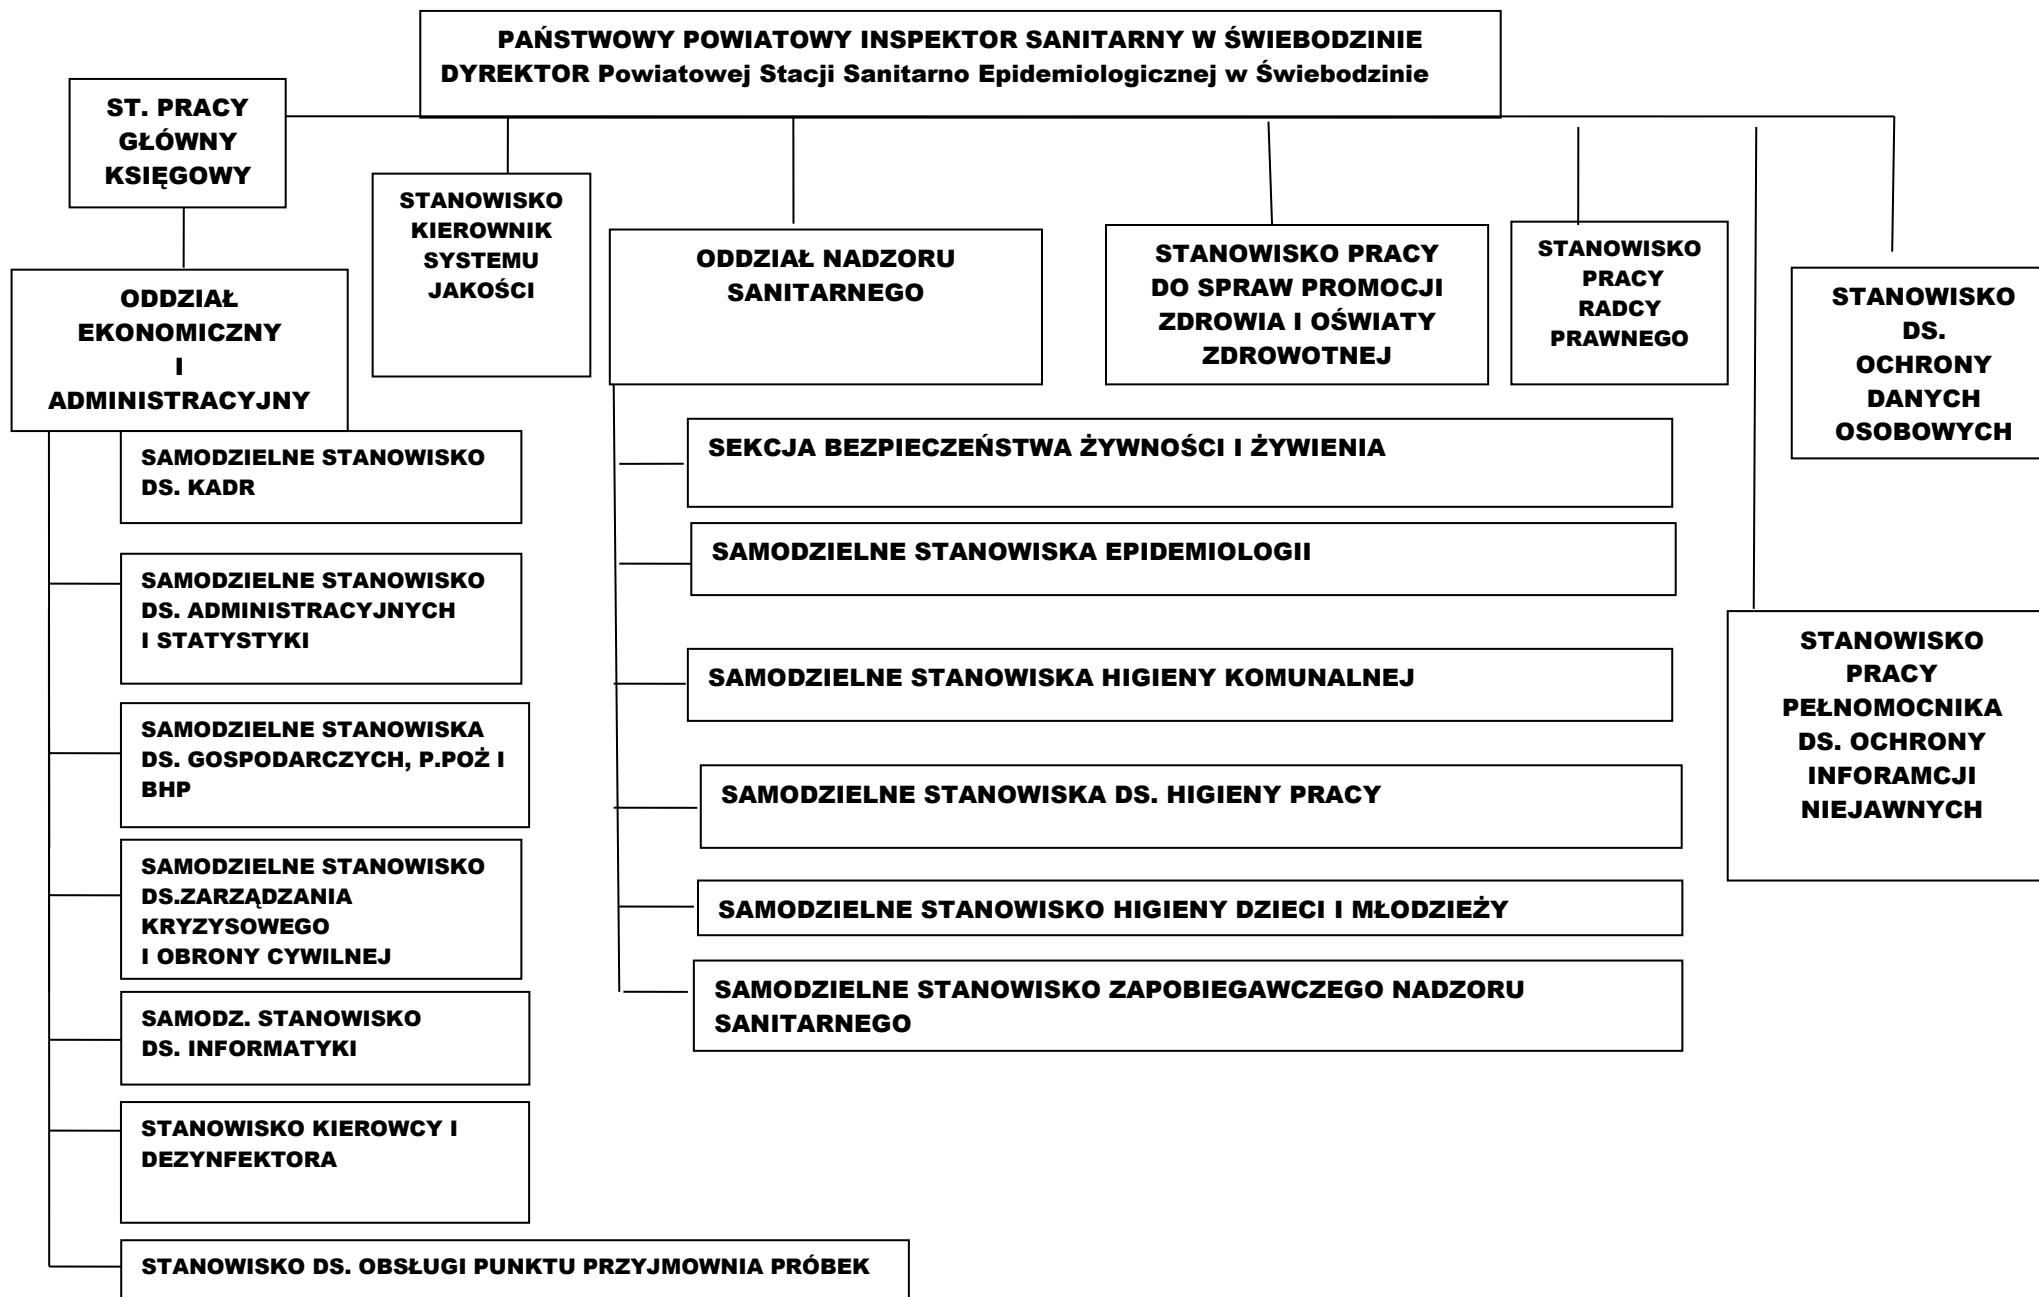 PAŃSTWOWY POWIATOWY INSPEKTOR SANITARNY W ŚWIEBODZINIE
DYREKTOR Powiatowej Stacji Sanitarno Epidemiologicznej w Świebodzinie
ST. PRACY
GŁÓWNY
KSIĘGOWY
STANOWISKO
KIEROWNIK
SYSTEMU
JAKOŚCI
ODDZIAŁ NADZORU
SANITARNEGO
STANOWISKO PRACY
DO SPRAW PROMOCJI
ZDROWIA I OŚWIATY
ZDROWOTNEJ
STANOWISKO
PRACY
RADCY
PRAWNEGO
STANOWISKO
DS.
OCHRONY
DANYCH
OSOBOWYCH
ODDZIAŁ
EKONOMICZNY
I
ADMINISTRACYJNY
SAMODZIELNE STANOWISKO
DS. KADR
SAMODZIELNE STANOWISKO
DS. ADMINISTRACYJNYCH
I STATYSTYKI
SAMODZIELNE STANOWISKA
DS. GOSPODARCZYCH, P.POŻ I
BHP
SAMODZIELNE STANOWISKO
DS.ZARZĄDZANIA
KRYZYSOWEGO
I OBRONY CYWILNEJ
SAMODZ. STANOWISKO
DS. INFORMATYKI
STANOWISKO KIEROWCY I
DEZYNFEKTORA
STANOWISKO DS. OBSŁUGI PUNKTU PRZYJMOWNIA PRÓBEK
SEKCJA BEZPIECZEŃSTWA ŻYWNOŚCI I ŻYWIENIA
SAMODZIELNE STANOWISKA EPIDEMIOLOGII
SAMODZIELNE STANOWISKA HIGIENY KOMUNALNEJ
SAMODZIELNE STANOWISKA DS. HIGIENY PRACY
SAMODZIELNE STANOWISKO HIGIENY DZIECI I MŁODZIEŻY
SAMODZIELNE STANOWISKO ZAPOBIEGAWCZEGO NADZORU
SANITARNEGO
STANOWISKO
PRACY
PEŁNOMOCNIKA
DS. OCHRONY
INFORAMCJI
NIEJAWNYCH